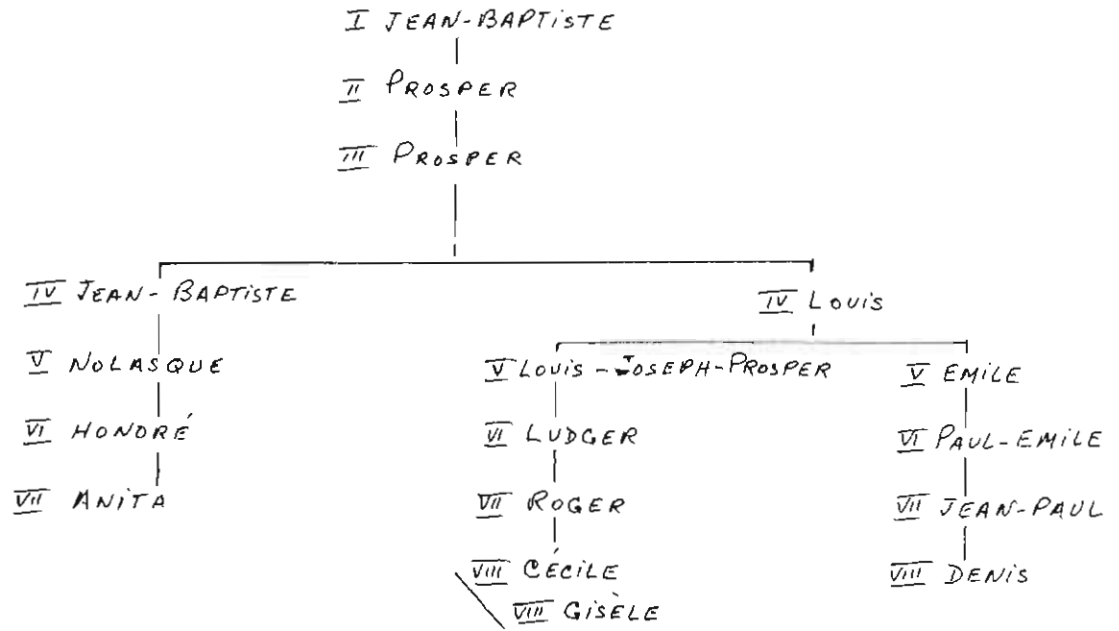 I JEAN-BAPTISTE
II PROSPER
III PROSPER
IV JEAN-BAPTISTE
IV LOUIS
V NOLASQUE
V LOUIS-JOSEPH-PROSPER
V EMILE
VI HONORÉ
VI LUDGER
VI PAUL-EMILE
VII ANITA
VII ROGER
VII JEAN-PAUL
VIII CÉCILE
VIII DENIS
VIII GISÈLE